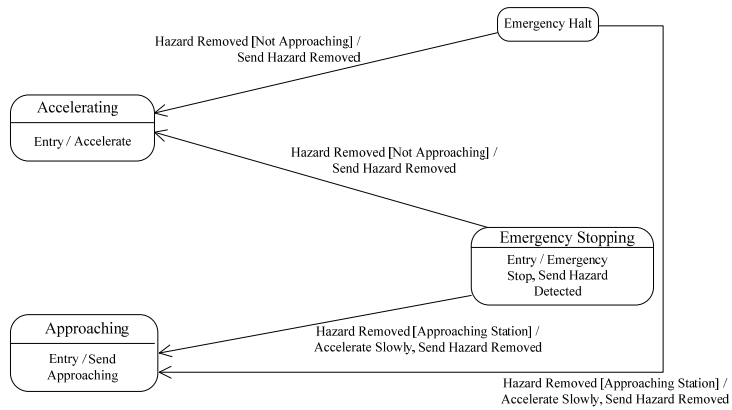 Emergency Halt
Hazard Removed [Not Approaching] /
Send Hazard Removed
Accelerating
Entry / Accelerate
Hazard Removed [Not Approaching] /
Send Hazard Removed
Emergency Stopping
Entry / Emergency
Stop, Send Hazard
Detected
Approaching
Entry / Send
Approaching
Hazard Removed [Approaching Station] /
Accelerate Slowly, Send Hazard Removed
Hazard Removed [Approaching Station] /
Accelerate Slowly, Send Hazard Removed